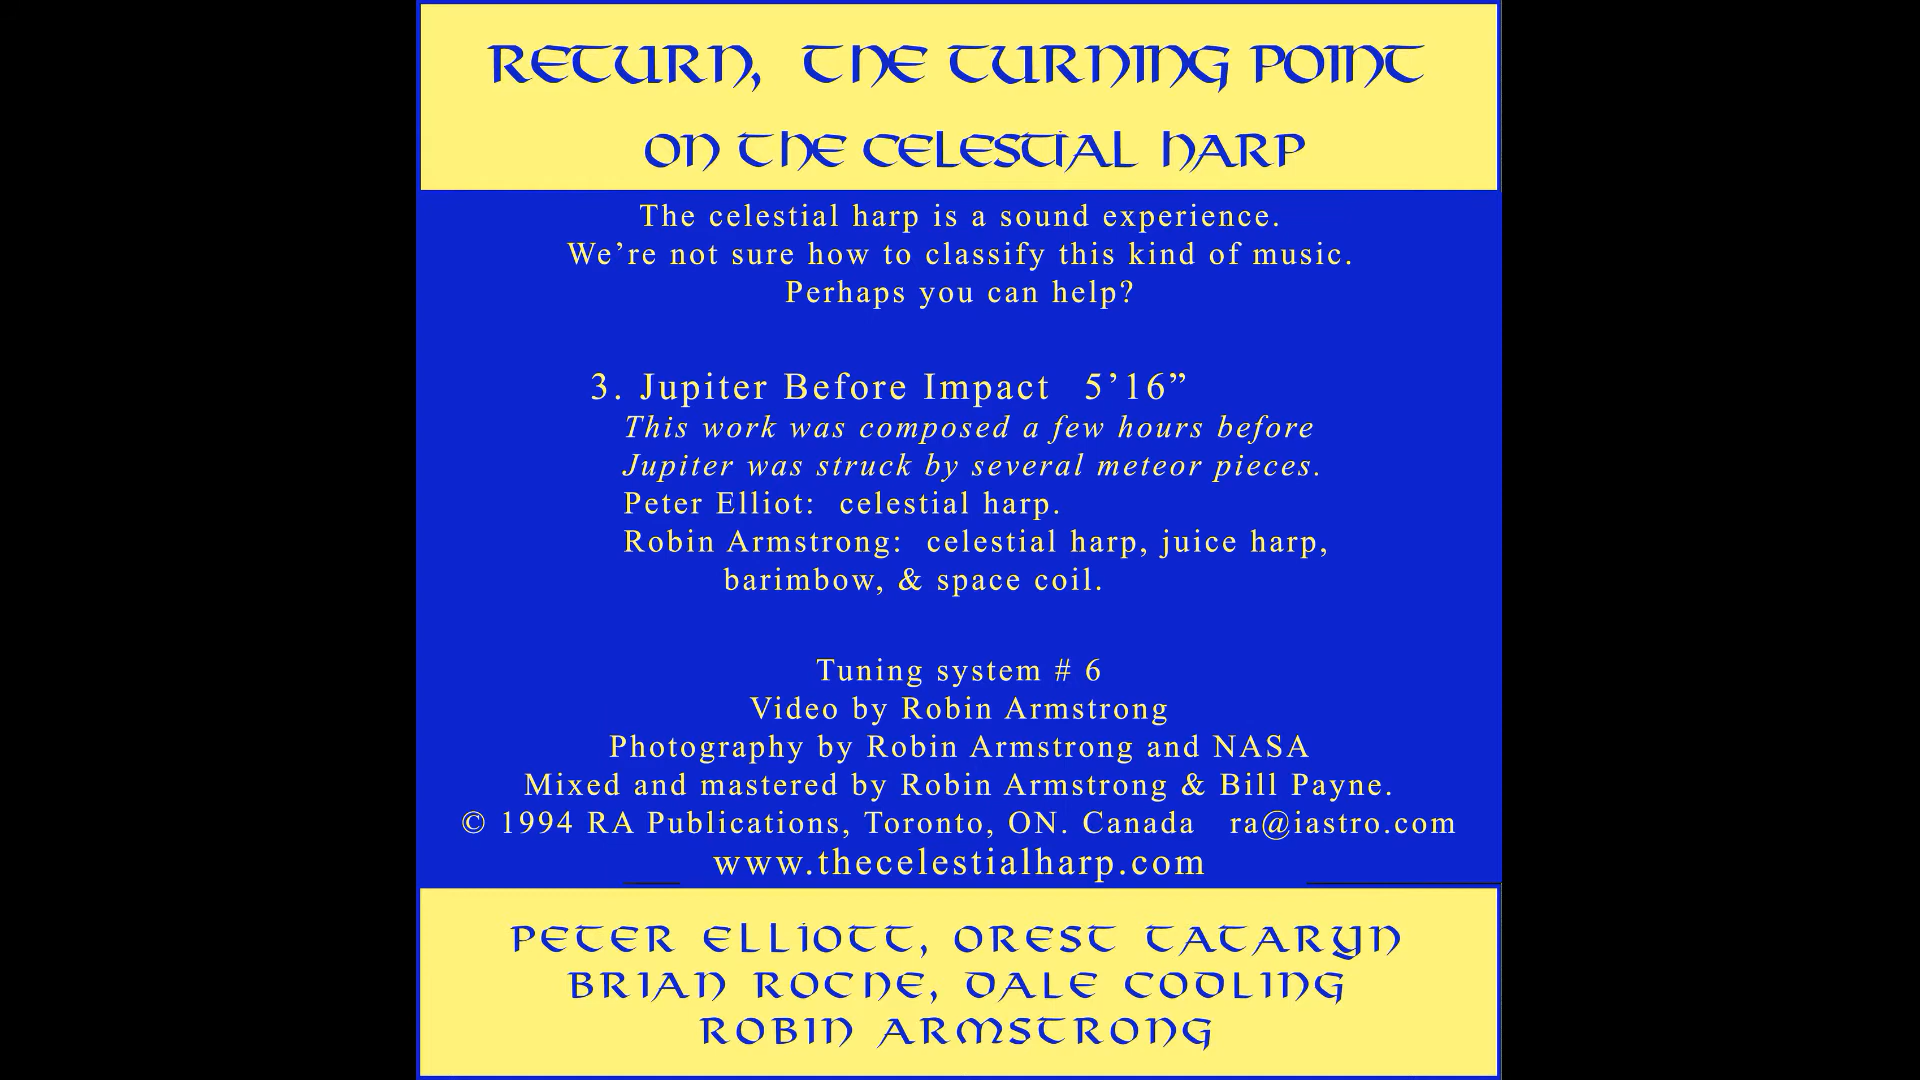 RETURN, THE TURNING POINT
ON THE CELESTIAL HARP
The celestial harp is a sound experience.
We’re not sure how to classify this kind of music.
Perhaps you can help?
3. Jupiter Before Impact 5’16”
This work was composed a few hours before
Jupiter was struck by several meteor pieces.
Peter Elliot: celestial harp.
Robin Armstrong: celestial harp, juice harp,
barimbow, & space coil.
Tuning system # 6
Video by Robin Armstrong
Photography by Robin Armstrong and NASA
Mixed and mastered by Robin Armstrong & Bill Payne.
© 1994 RA Publications, Toronto, ON. Canada ra@iastro.com
www.thecelestialharp.com
PETER ELLIOTT, OREST TATARYN
BRIAN ROCHE, DALE CODLING
ROBIN ARMSTRONG